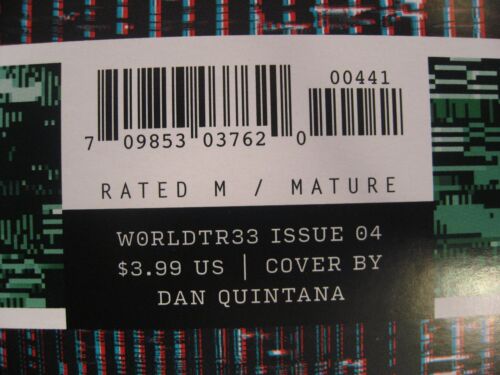 00441
7 09853 03762 0
RATED M / MATURE
W0RLDTR33 ISSUE 04
$3.99 US | COVER BY
DAN QUINTANA